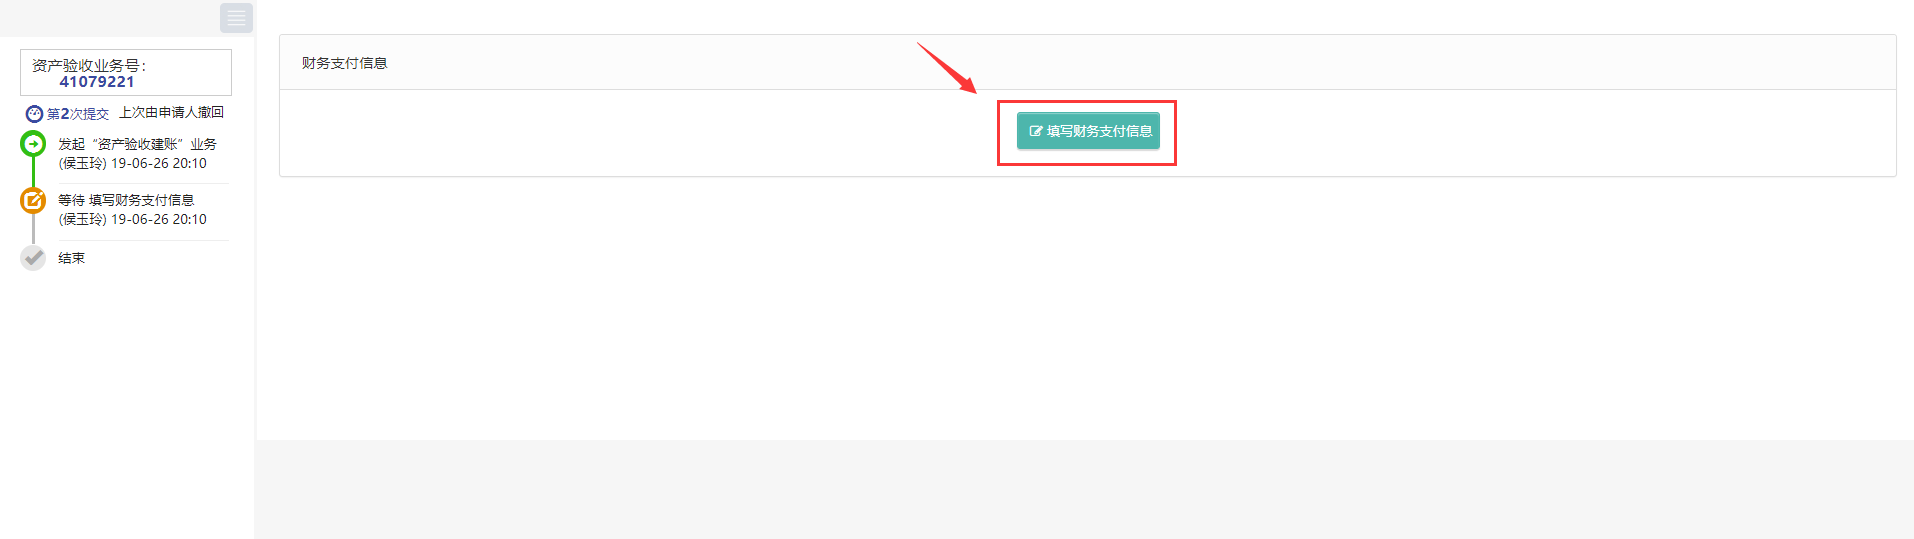 资产验收业务号：
41079221
第2次提交 上次由申请人撤回
发起“资产验收建账”业务
(侯玉玲) 19-06-26 20:10
等待 填写财务支付信息
(侯玉玲) 19-06-26 20:10
结束
财务支付信息
填写财务支付信息